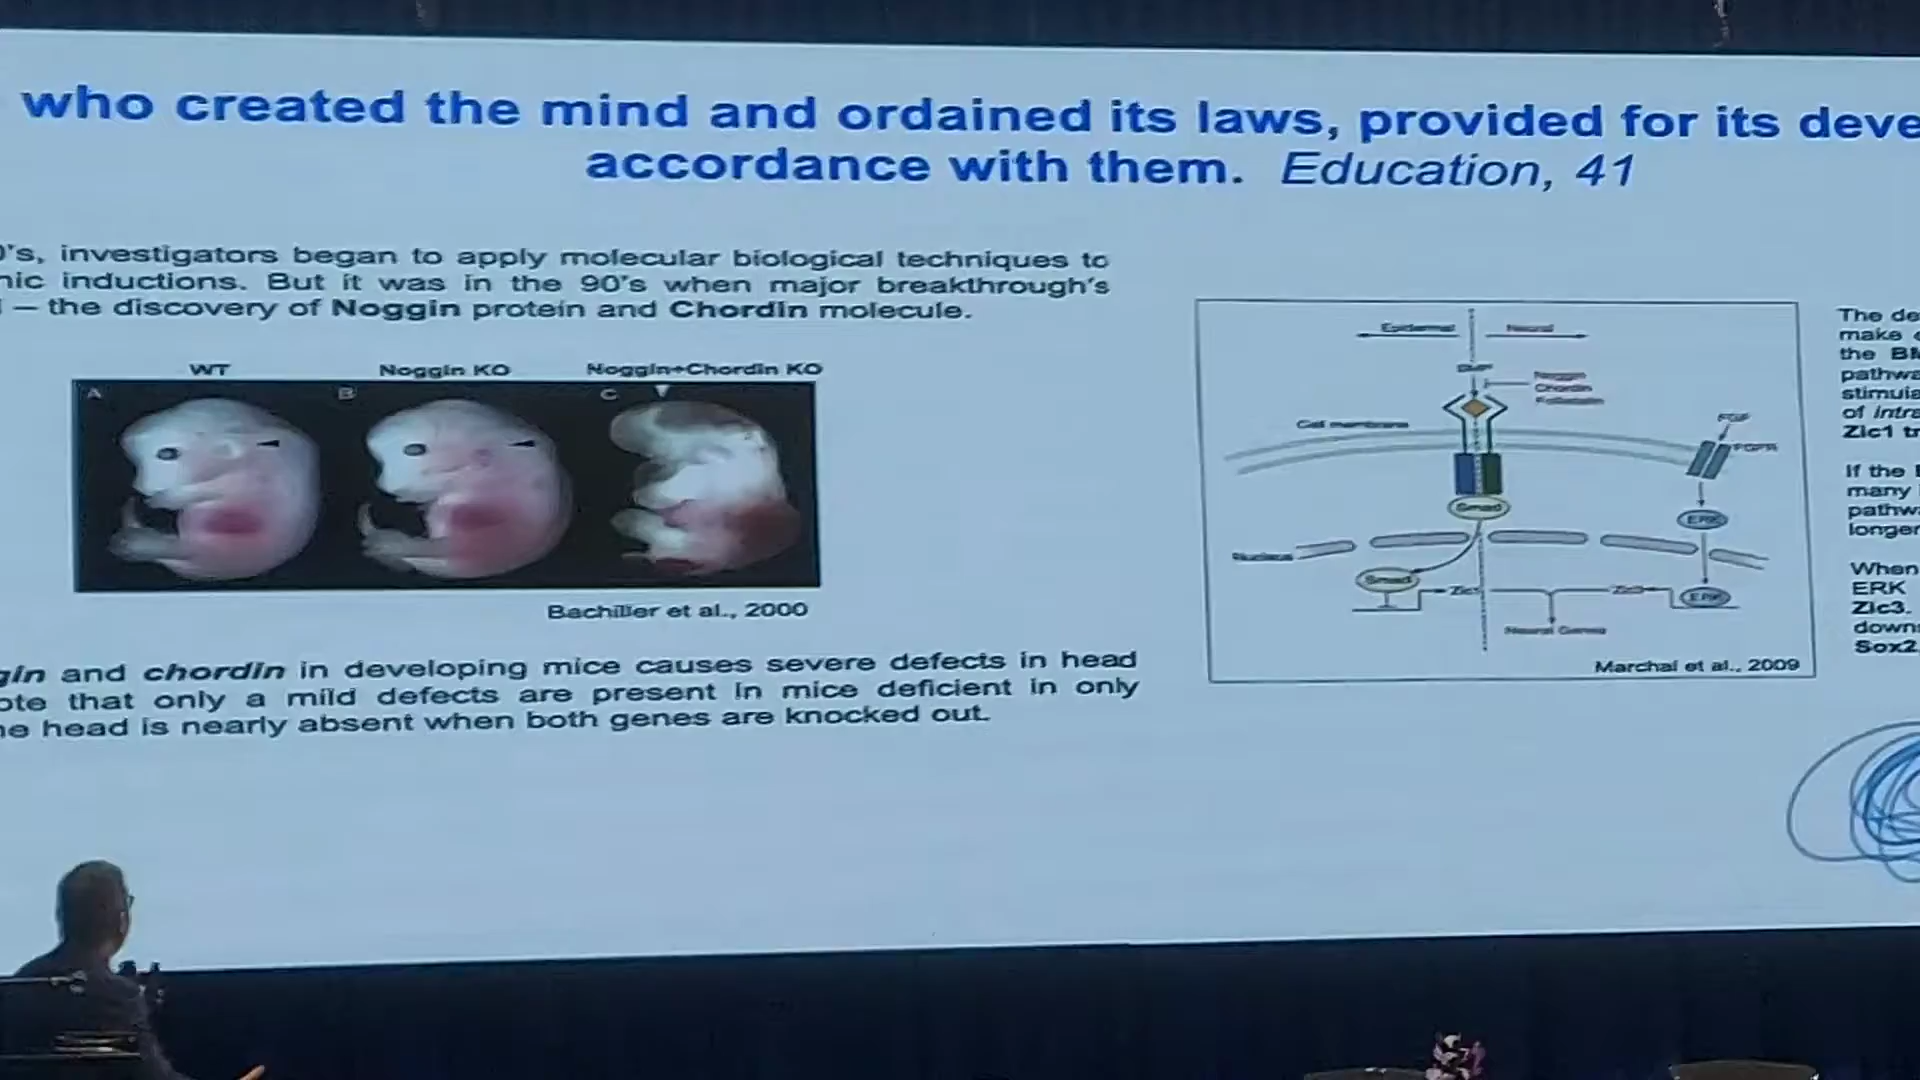 who created the mind and ordained its laws, provided for its deve
accordance with them. Education, 41
0's, investigators began to apply molecular biological techniques to
nic inductions. But it was in the 90's when major breakthrough's
– the discovery of Noggin protein and Chordin molecule.
WT Noggin KO Noggin+Chordin KO
A B C
Bachiller et al., 2000
gin and chordin in developing mice causes severe defects in head
ote that only a mild defects are present in mice deficient in only
he head is nearly absent when both genes are knocked out.
Epidermal Neural
BMP
Noggin
Chordin
Follistatin
Cell membrane
FGF
FGFR
Smad
ERK
Nucleus
Smad
Zic1
Zic3
ERK
Neural Genes
Marchal et al., 2009
The de
make
the BM
pathwa
stimula
of intra
Zic1 tr
If the
many
pathwa
longer
When
ERK
Zic3.
downs
Sox2